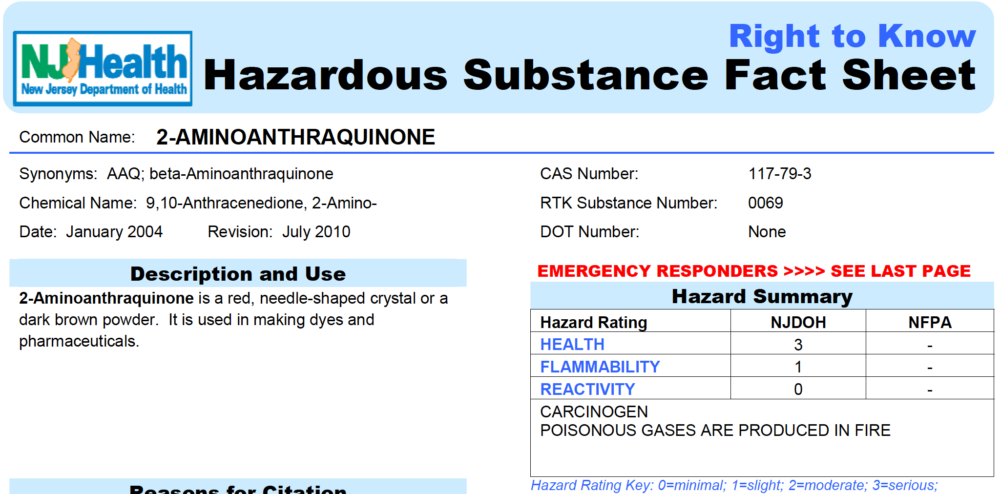 Right to Know
NJHealth
New Jersey Department of Health
Hazardous Substance Fact Sheet
Common Name: 2-AMINOANTHRAQUINONE
Synonyms: AAQ; beta-Aminoanthraquinone
Chemical Name: 9,10-Anthracenedione, 2-Amino-
Date: January 2004 Revision: July 2010
CAS Number: 117-79-3
RTK Substance Number: 0069
DOT Number: None
Description and Use
2-Aminoanthraquinone is a red, needle-shaped crystal or a
dark brown powder. It is used in making dyes and
pharmaceuticals.
Reasons for Citation
EMERGENCY RESPONDERS >>>> SEE LAST PAGE
Hazard Summary
Hazard Rating NJDOH NFPA
HEALTH 3 -
FLAMMABILITY 1 -
REACTIVITY 0 -
CARCINOGEN
POISONOUS GASES ARE PRODUCED IN FIRE
Hazard Rating Key: 0=minimal; 1=slight; 2=moderate; 3=serious;